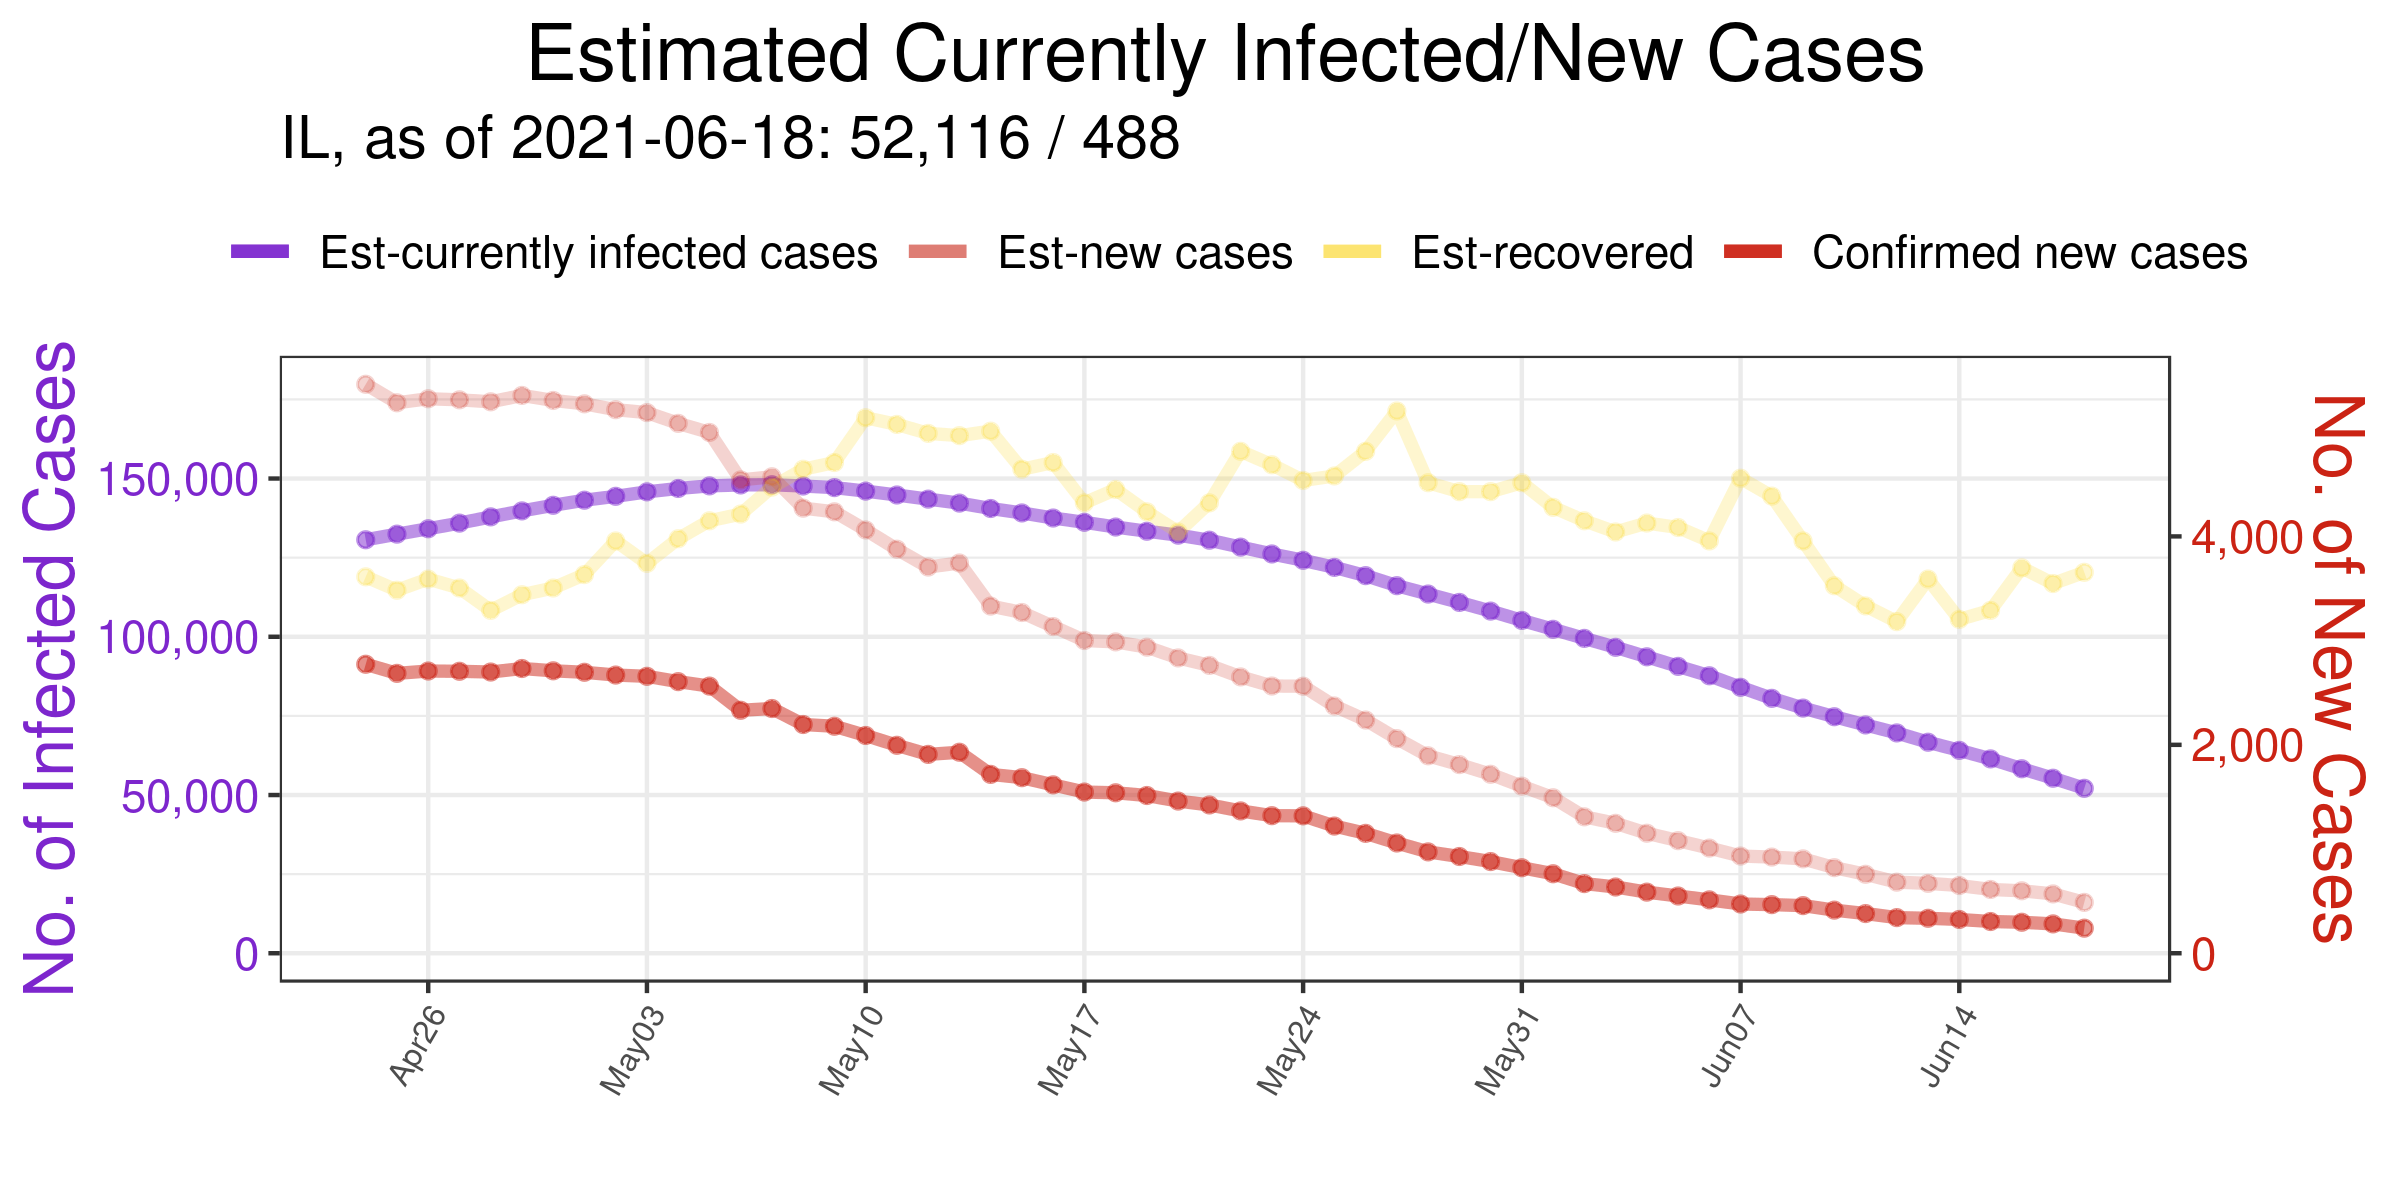 Estimated Currently Infected/New Cases
IL, as of 2021-06-18: 52,116 / 488
Est-currently infected cases Est-new cases Est-recovered Confirmed new cases
No. of Infected Cases
150,000
100,000
50,000
0
4,000
2,000
0
No. of New Cases
Apr26 May03 May10 May17 May24 May31 Jun07 Jun14